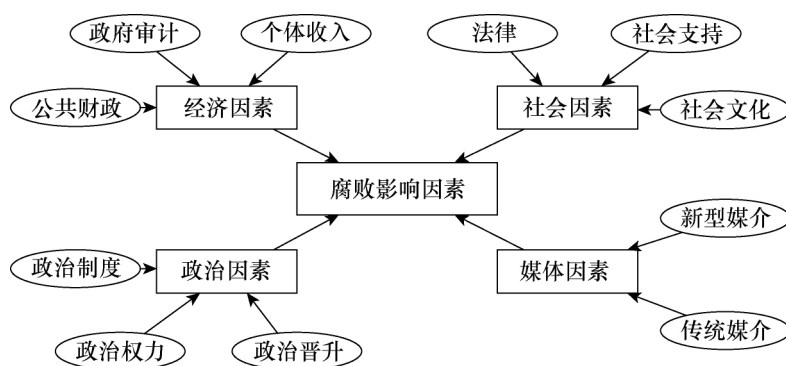 政府审计
个体收入
法律
社会支持
公共财政
经济因素
社会因素
社会文化
腐败影响因素
新型媒介
政治制度
政治因素
媒体因素
政治权力
政治晋升
传统媒介